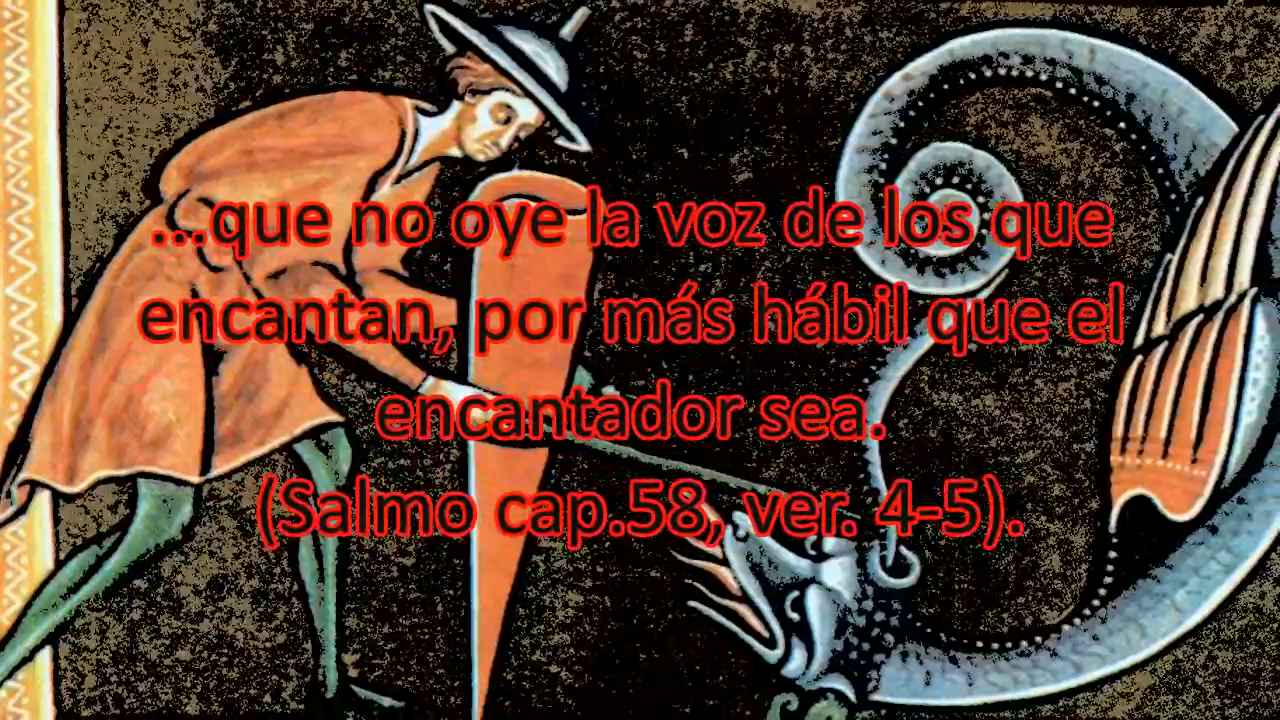 ...que no oye la voz de los que
encantan, por más hábil que el
encantador sea.
(Salmo cap.58, ver. 4-5).